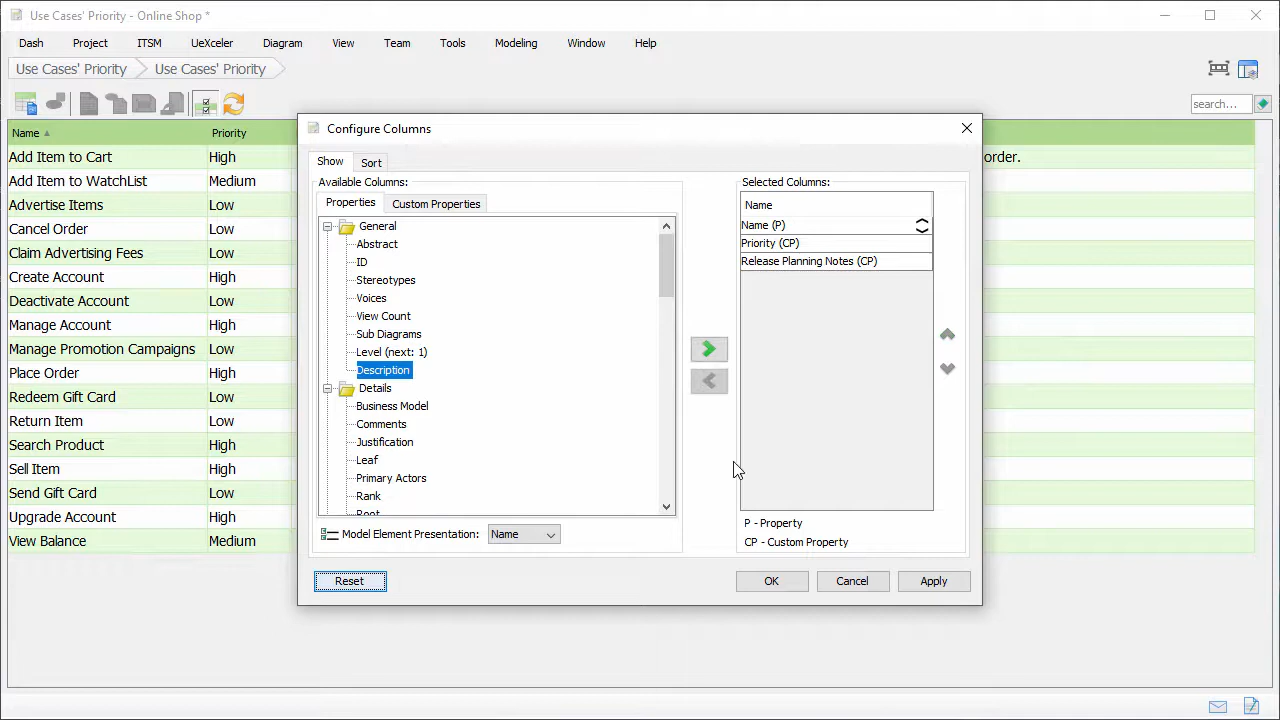 Use Cases' Priority - Online Shop *
Dash Project ITSM UeXceler Diagram View Team Tools Modeling Window Help
Use Cases' Priority Use Cases' Priority
search...
Name Priority
Add Item to Cart High order.
Add Item to WatchList Medium
Advertise Items Low
Cancel Order Low
Claim Advertising Fees Low
Create Account High
Deactivate Account Low
Manage Account High
Manage Promotion Campaigns Low
Place Order High
Redeem Gift Card Low
Return Item Low
Search Product High
Sell Item High
Send Gift Card Low
Upgrade Account High
View Balance Medium
Configure Columns
Show Sort
Available Columns:
Properties Custom Properties
General
Abstract
ID
Stereotypes
Voices
View Count
Sub Diagrams
Level (next: 1)
Description
Details
Business Model
Comments
Justification
Leaf
Primary Actors
Rank
Root
Model Element Presentation: Name
Selected Columns:
Name
Name (P)
Priority (CP)
Release Planning Notes (CP)
P - Property
CP - Custom Property
Reset OK Cancel Apply